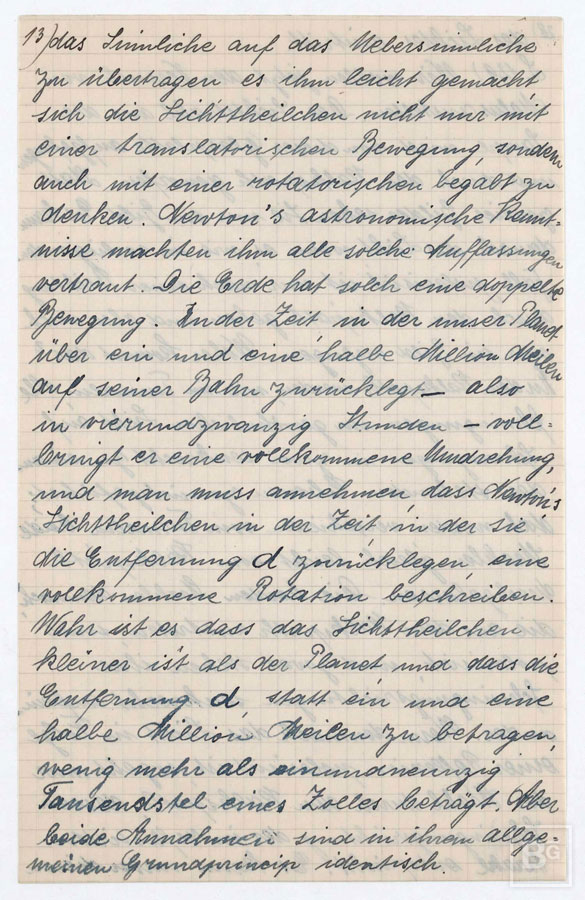 13) das Sinnliche auf das Uebersinnliche
zu übertragen es ihm leicht gemacht,
sich die Lichttheilchen nicht nur mit
einer translatorischen Bewegung, sondern
auch mit einer rotatorischen begabt zu
denken. Newton's astronomische Kennt-
nisse machten ihm alle solche Auffassungen
vertraut. Die Erde hat solch eine doppelte
Bewegung. In der Zeit, in der unser Planet
über ein und eine halbe Million Meilen
auf seiner Bahn zurücklegt – also
in vierundzwanzig Stunden – voll-
bringt er eine vollkommene Umdrehung,
und man muss annehmen, dass Newton's
Lichttheilchen in der Zeit, in der sie
die Entfernung d zurücklegen, eine
vollkommene Rotation beschreiben.
Wahr ist es dass das Lichttheilchen
kleiner ist als der Planet und dass die
Entfernung d, statt ein und eine
halbe Million Meilen zu betragen,
wenig mehr als einundneunzig
Tausendstel eines Zolles beträgt. Aber
beide Annahmen sind in ihrem allge-
meinen Grundprincip identisch.
BG